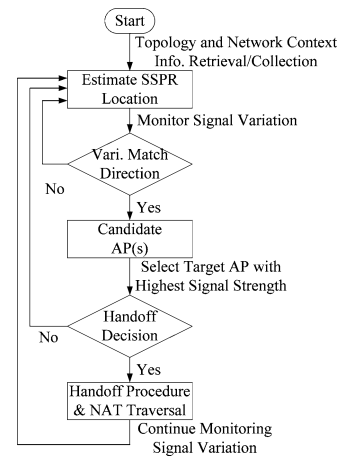 Start
Topology and Network Context
Info. Retrieval/Collection
Estimate SSPR
Location
Monitor Signal Variation
Vari. Match
Direction
No
Yes
Candidate
AP(s)
Select Target AP with
Highest Signal Strength
Handoff
Decision
No
Yes
Handoff Procedure
& NAT Traversal
Continue Monitoring
Signal Variation